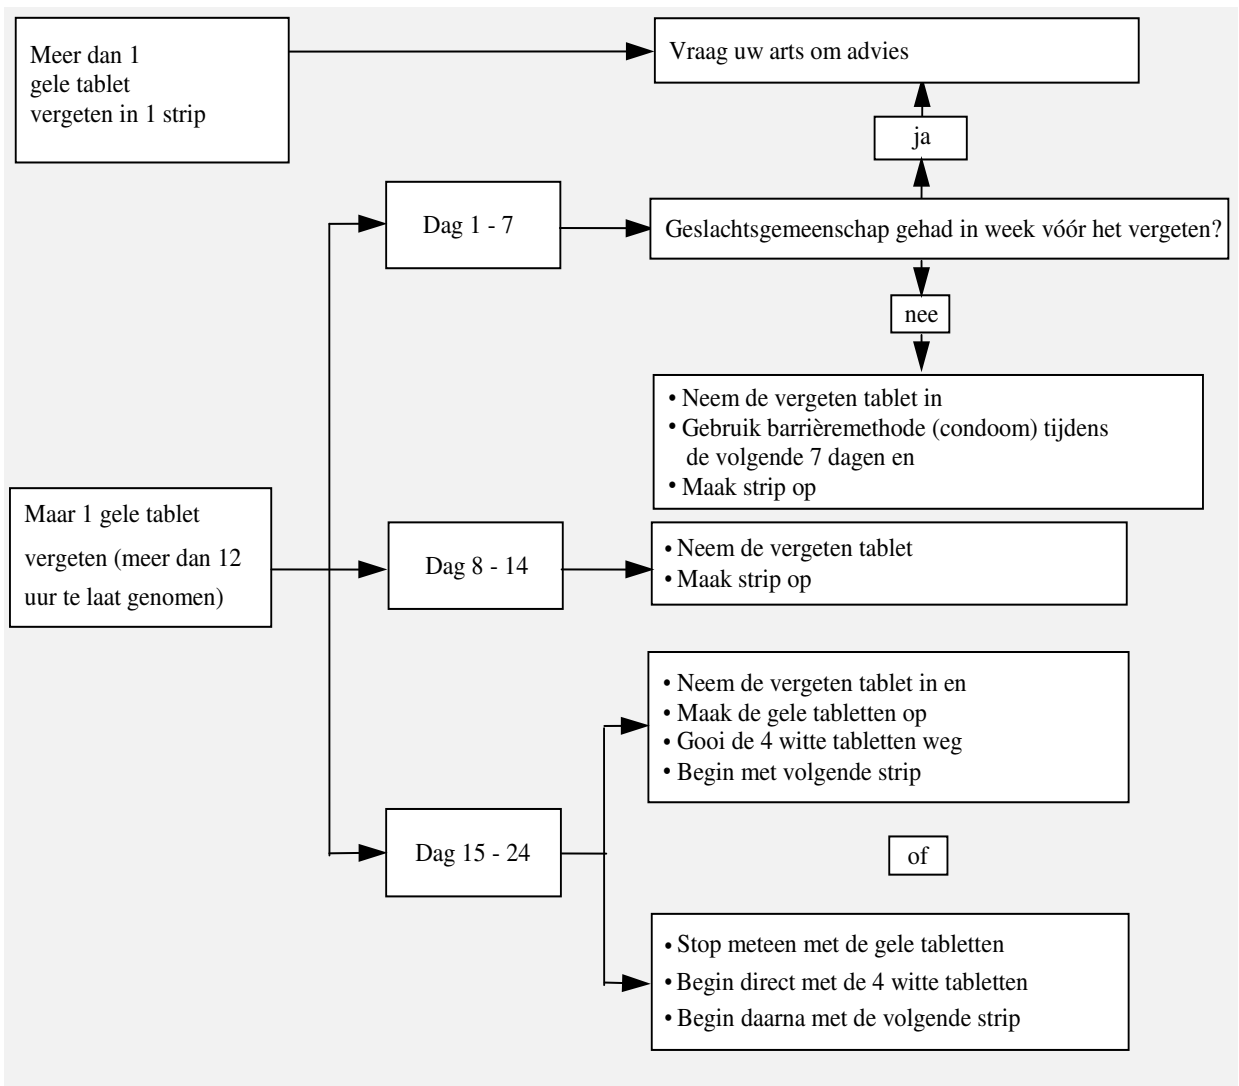 Meer dan 1
gele tablet
vergeten in 1 strip
Vraag uw arts om advies
ja
Dag 1 - 7
Geslachtsgemeenschap gehad in week vóór het vergeten?
nee
• Neem de vergeten tablet in
• Gebruik barrièremethode (condoom) tijdens
de volgende 7 dagen en
• Maak strip op
Maar 1 gele tablet
vergeten (meer dan 12
uur te laat genomen)
Dag 8 - 14
• Neem de vergeten tablet
• Maak strip op
• Neem de vergeten tablet in en
• Maak de gele tabletten op
• Gooi de 4 witte tabletten weg
• Begin met volgende strip
Dag 15 - 24
of
• Stop meteen met de gele tabletten
• Begin direct met de 4 witte tabletten
• Begin daarna met de volgende strip